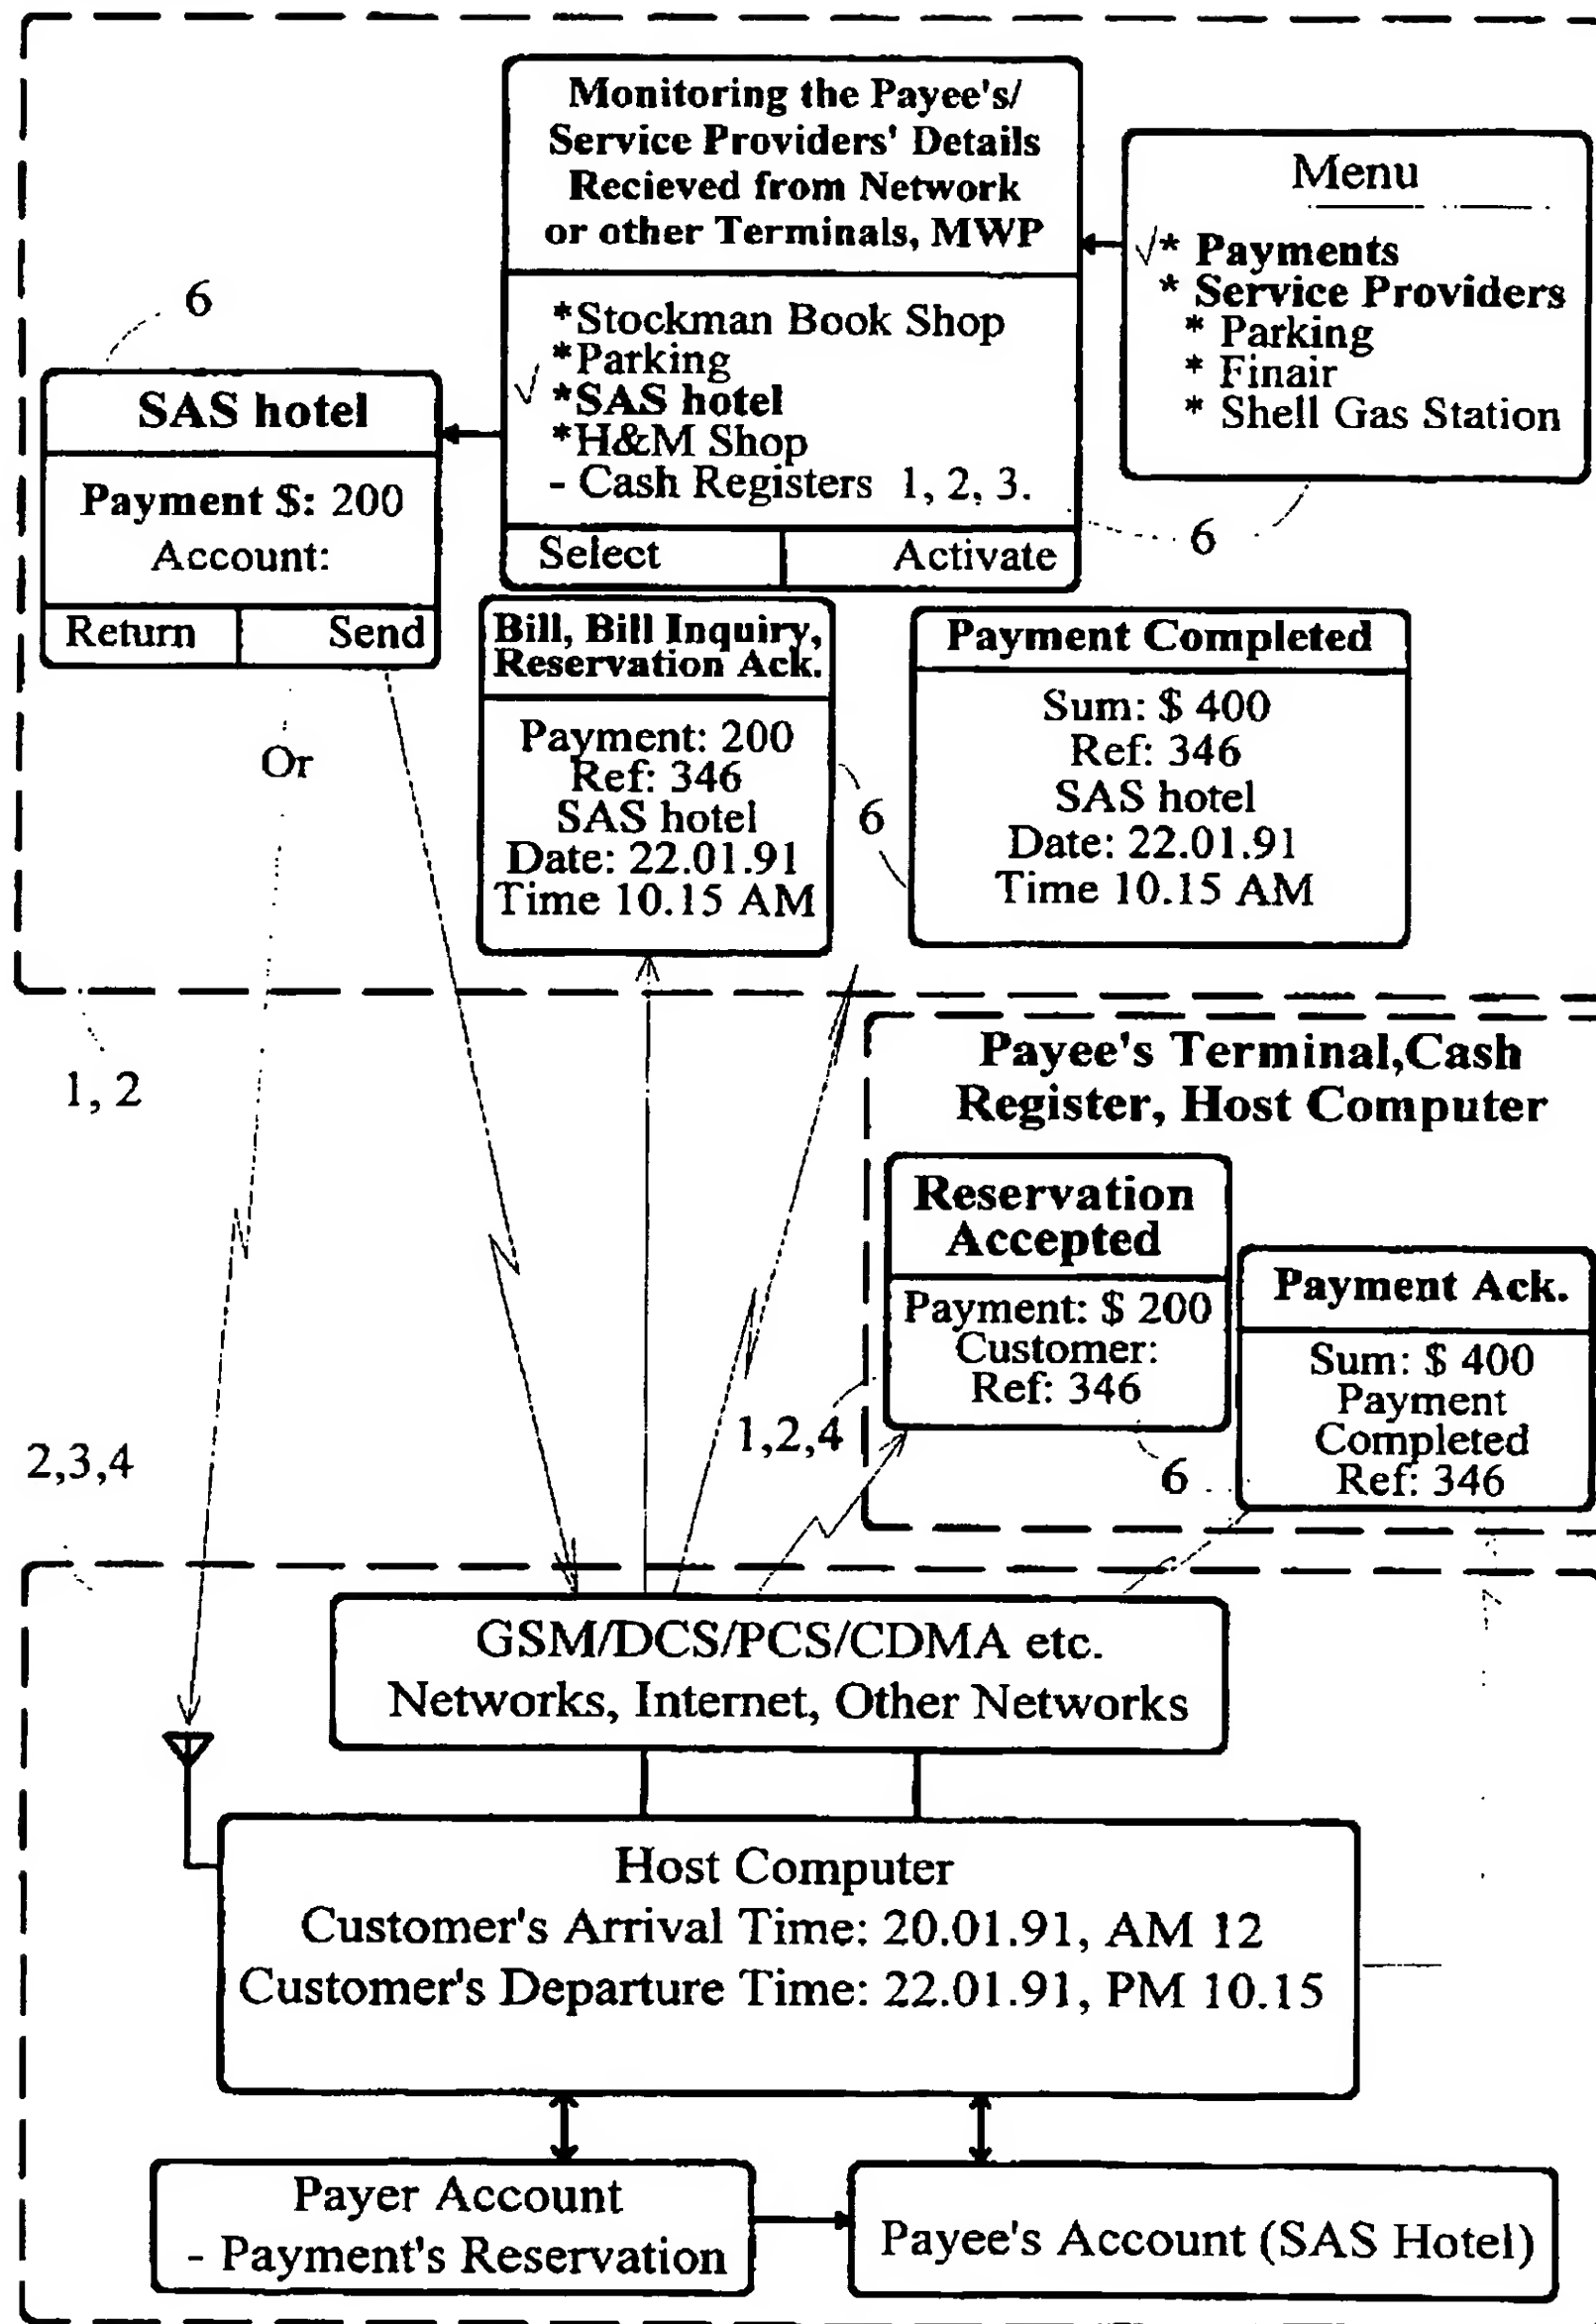 Monitoring the Payee's/
Service Providers' Details
Recieved from Network
or other Terminals, MWP
*Stockman Book Shop
*Parking
√ *SAS hotel
*H&M Shop
- Cash Registers 1, 2, 3.
Select Activate
Menu
√* Payments
* Service Providers
* Parking
* Finair
* Shell Gas Station
6
6
SAS hotel
Payment $: 200
Account:
Return Send
Or
Bill, Bill Inquiry,
Reservation Ack.
Payment: 200
Ref: 346
SAS hotel
Date: 22.01.91
Time 10.15 AM
6
Payment Completed
Sum: $ 400
Ref: 346
SAS hotel
Date: 22.01.91
Time 10.15 AM
1, 2
Payee's Terminal,Cash
Register, Host Computer
Reservation
Accepted
Payment: $ 200
Customer:
Ref: 346
Payment Ack.
Sum: $ 400
Payment
Completed
Ref: 346
1,2,4
6
2,3,4
GSM/DCS/PCS/CDMA etc.
Networks, Internet, Other Networks
Host Computer
Customer's Arrival Time: 20.01.91, AM 12
Customer's Departure Time: 22.01.91, PM 10.15
Payer Account
- Payment's Reservation
Payee's Account (SAS Hotel)